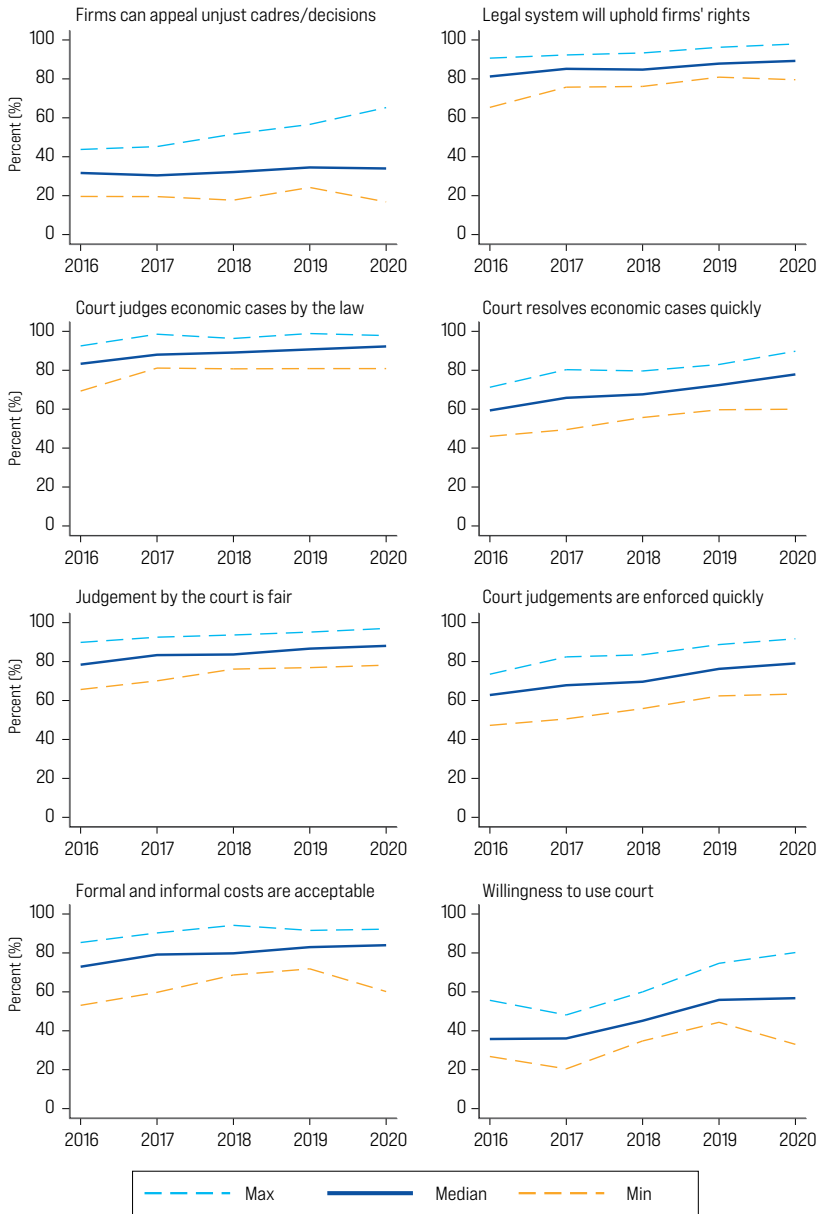 Firms can appeal unjust cadres/decisions
Percent (%)
100
80
60
40
20
0
2016 2017 2018 2019 2020
Legal system will uphold firms' rights
100
80
60
40
20
0
2016 2017 2018 2019 2020
Court judges economic cases by the law
Percent (%)
100
80
60
40
20
0
2016 2017 2018 2019 2020
Court resolves economic cases quickly
100
80
60
40
20
0
2016 2017 2018 2019 2020
Judgement by the court is fair
Percent (%)
100
80
60
40
20
0
2016 2017 2018 2019 2020
Court judgements are enforced quickly
100
80
60
40
20
0
2016 2017 2018 2019 2020
Formal and informal costs are acceptable
Percent (%)
100
80
60
40
20
0
2016 2017 2018 2019 2020
Willingness to use court
100
80
60
40
20
0
2016 2017 2018 2019 2020
Max Median Min